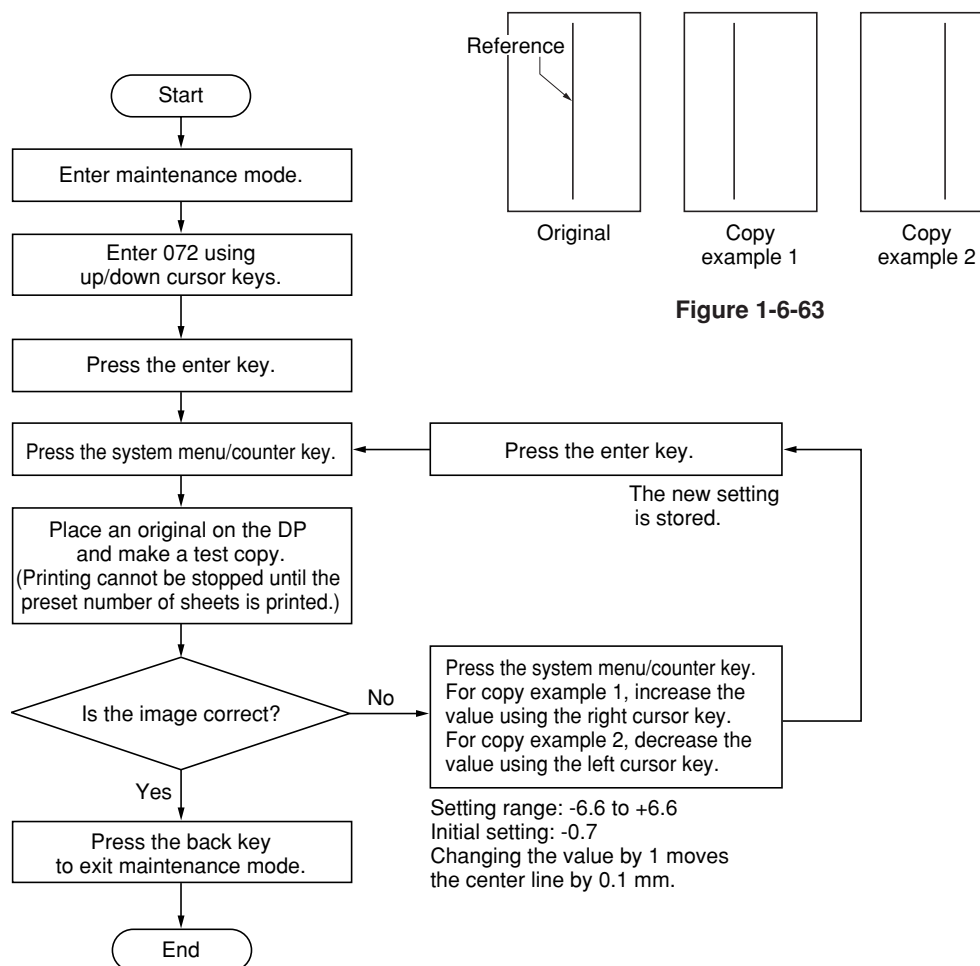 Reference
Original
Copy
example 1
Copy
example 2
Figure 1-6-63
Start
Enter maintenance mode.
Enter 072 using
up/down cursor keys.
Press the enter key.
Press the system menu/counter key.
Press the enter key.
The new setting
is stored.
Place an original on the DP
and make a test copy.
(Printing cannot be stopped until the
preset number of sheets is printed.)
Is the image correct?
No
Press the system menu/counter key.
For copy example 1, increase the
value using the right cursor key.
For copy example 2, decrease the
value using the left cursor key.
Setting range: -6.6 to +6.6
Initial setting: -0.7
Changing the value by 1 moves
the center line by 0.1 mm.
Yes
Press the back key
to exit maintenance mode.
End